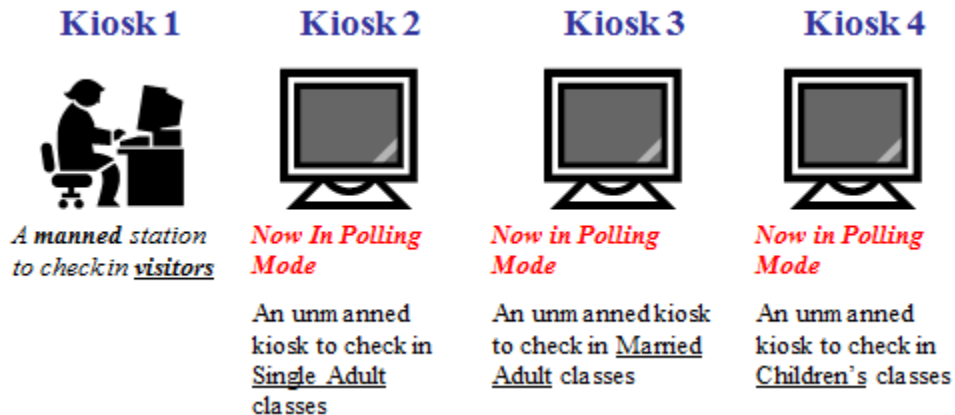 Kiosk 1
Kiosk 2
Kiosk 3
Kiosk 4
A manned station
to check in visitors
Now In Polling
Mode
An unmanned
kiosk to check in
Single Adult
classes
Now in Polling
Mode
An unmanned kiosk
to check in Married
Adult classes
Now in Polling
Mode
An unmanned
kiosk to check in
Children's classes